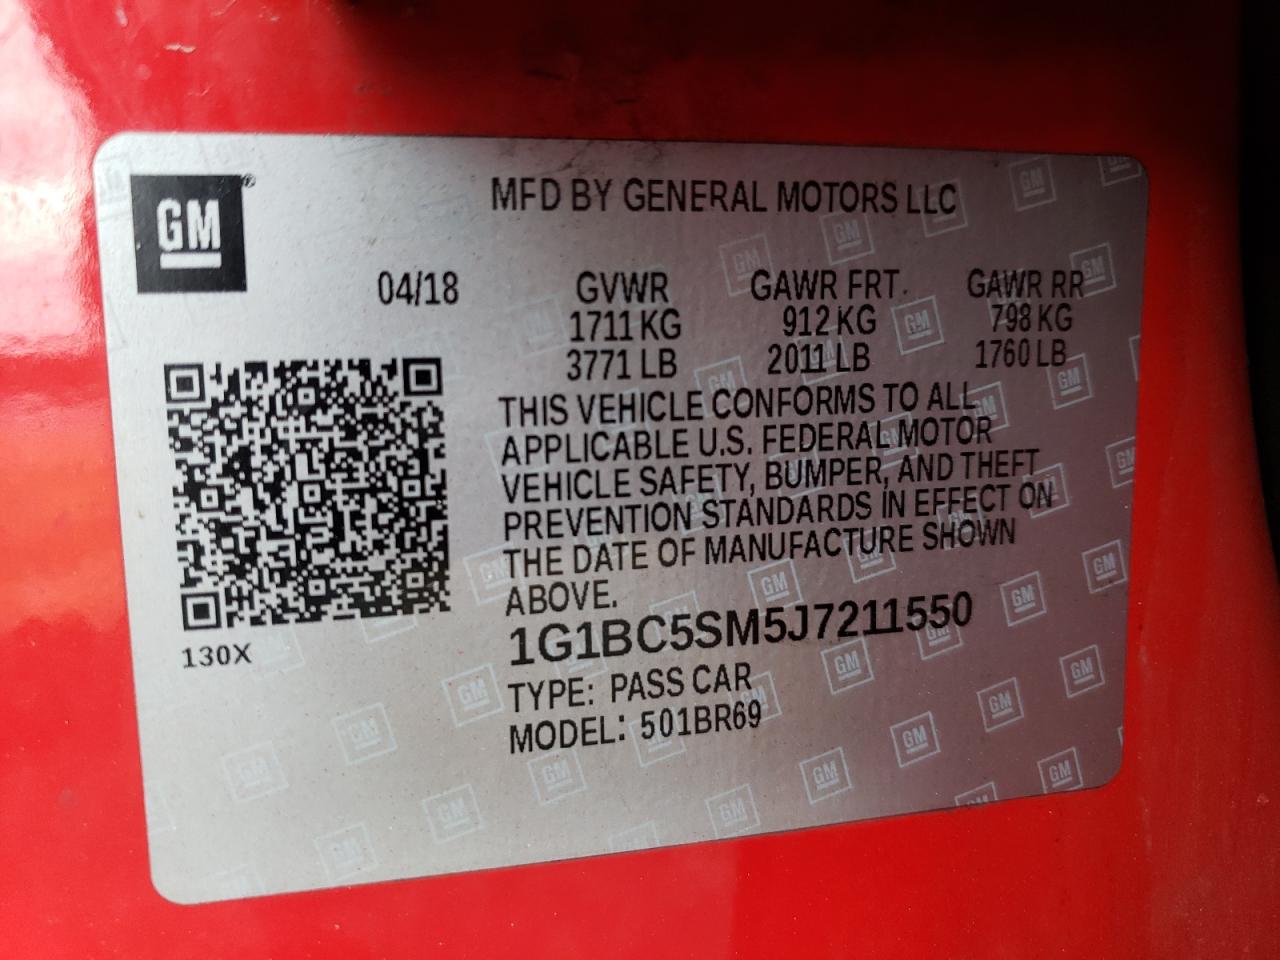 GM®
MFD BY GENERAL MOTORS LLC
04/18 GVWR GAWR FRT. GAWR RR
1711 KG 912 KG 798 KG
3771 LB 2011 LB 1760 LB
THIS VEHICLE CONFORMS TO ALL
APPLICABLE U.S. FEDERAL MOTOR
VEHICLE SAFETY, BUMPER, AND THEFT
PREVENTION STANDARDS IN EFFECT ON
THE DATE OF MANUFACTURE SHOWN
ABOVE.
130X
1G1BC5SM5J7211550
TYPE: PASS CAR
MODEL: 501BR69